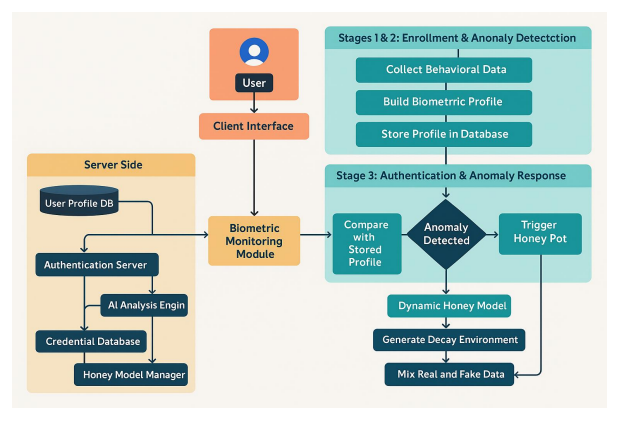 User
Client Interface
Server Side
User Profile DB
Authentication Server
AI Analysis Engin
Credential Database
Honey Model Manager
Biometric
Monitoring
Module
Stages 1 & 2: Enrollment & Anonaly Detectction
Collect Behavioral Data
Build Biometrric Profile
Store Profile in Database
Stage 3: Authentication & Anomaly Response
Compare
with
Stored
Profile
Anomaly
Detected
Trigger
Honey Pot
Dynamic Honey Model
Generate Decay Environment
Mix Real and Fake Data